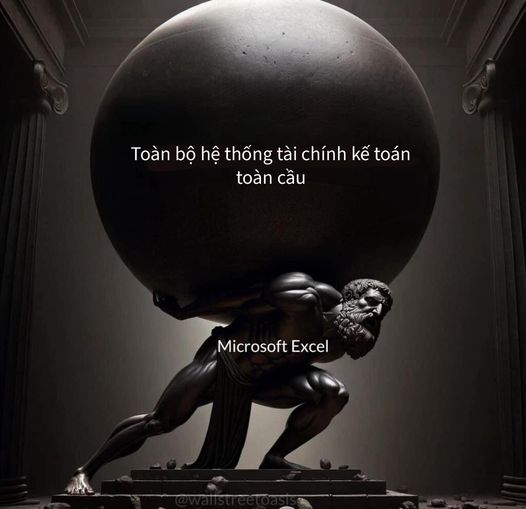 Toàn bộ hệ thống tài chính kế toán
toàn cầu
Microsoft Excel
@wallstreetoasis